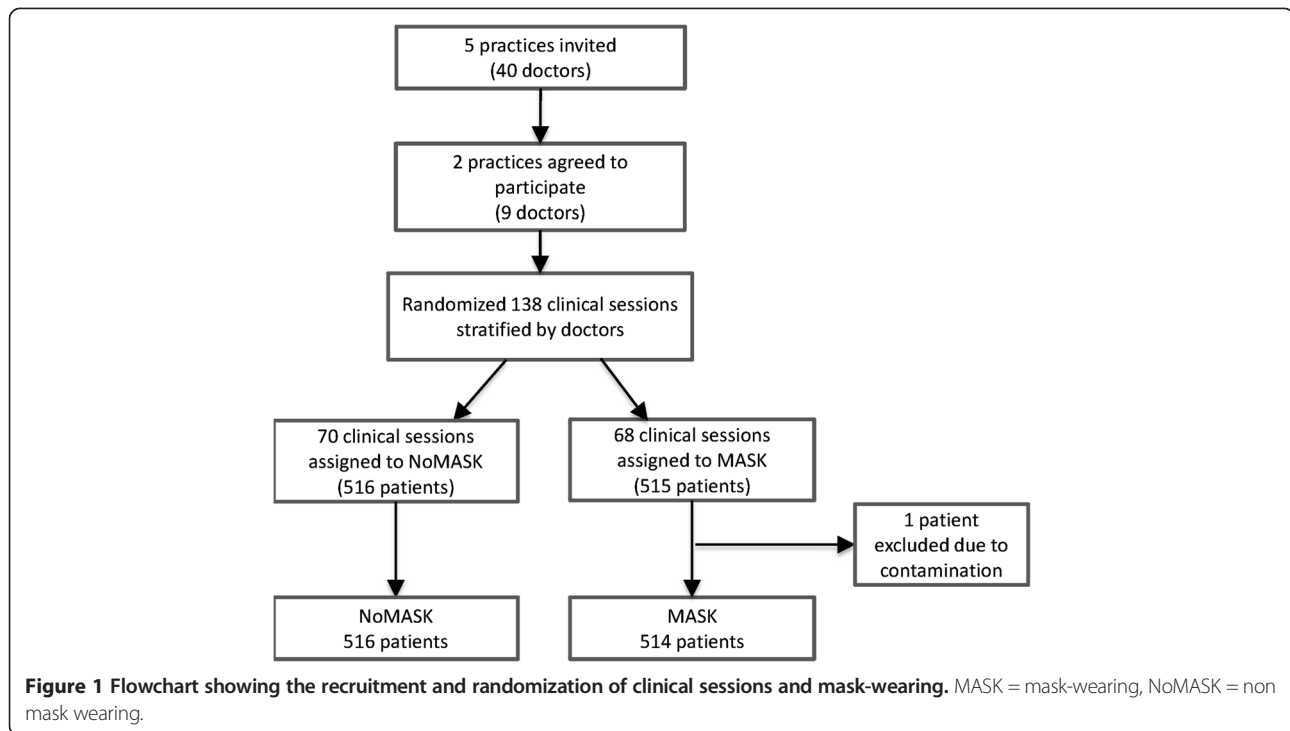 5 practices invited
(40 doctors)
2 practices agreed to
participate
(9 doctors)
Randomized 138 clinical sessions
stratified by doctors
70 clinical sessions
assigned to NoMASK
(516 patients)
68 clinical sessions
assigned to MASK
(515 patients)
1 patient
excluded due to
contamination
NoMASK
516 patients
MASK
514 patients
Figure 1 Flowchart showing the recruitment and randomization of clinical sessions and mask-wearing. MASK = mask-wearing, NoMASK = non
mask wearing.